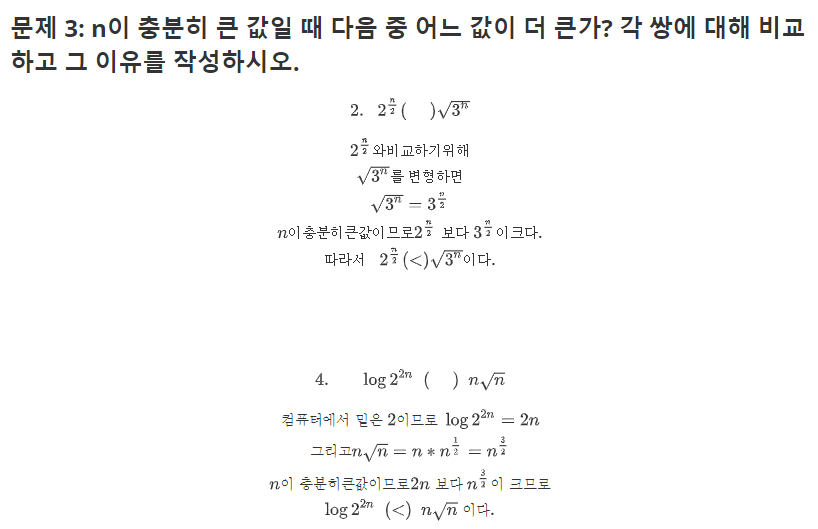 문제 3: n이 충분히 큰 값일 때 다음 중 어느 값이 더 큰가? 각 쌍에 대해 비교
하고 그 이유를 작성하시오.
2. $2^{\frac{n}{2}}(\quad)\sqrt{3^n}$
$2^{\frac{n}{2}}$와비교하기위해
$\sqrt{3^n}$를 변형하면
$\sqrt{3^n} = 3^{\frac{n}{2}}$
$n$이충분히큰값이므로$2^{\frac{n}{2}}$ 보다 $3^{\frac{n}{2}}$이크다.
따라서 $2^{\frac{n}{2}}(<)\sqrt{3^n}$이다.
4. $\log 2^{2n}$ ( ) $n\sqrt{n}$
컴퓨터에서 밑은 2이므로 $\log 2^{2n} = 2n$
그리고$n\sqrt{n} = n * n^{\frac{1}{2}} = n^{\frac{3}{2}}$
$n$이 충분히큰값이므로$2n$ 보다 $n^{\frac{3}{2}}$이 크므로
$\log 2^{2n}$ (<) $n\sqrt{n}$ 이다.